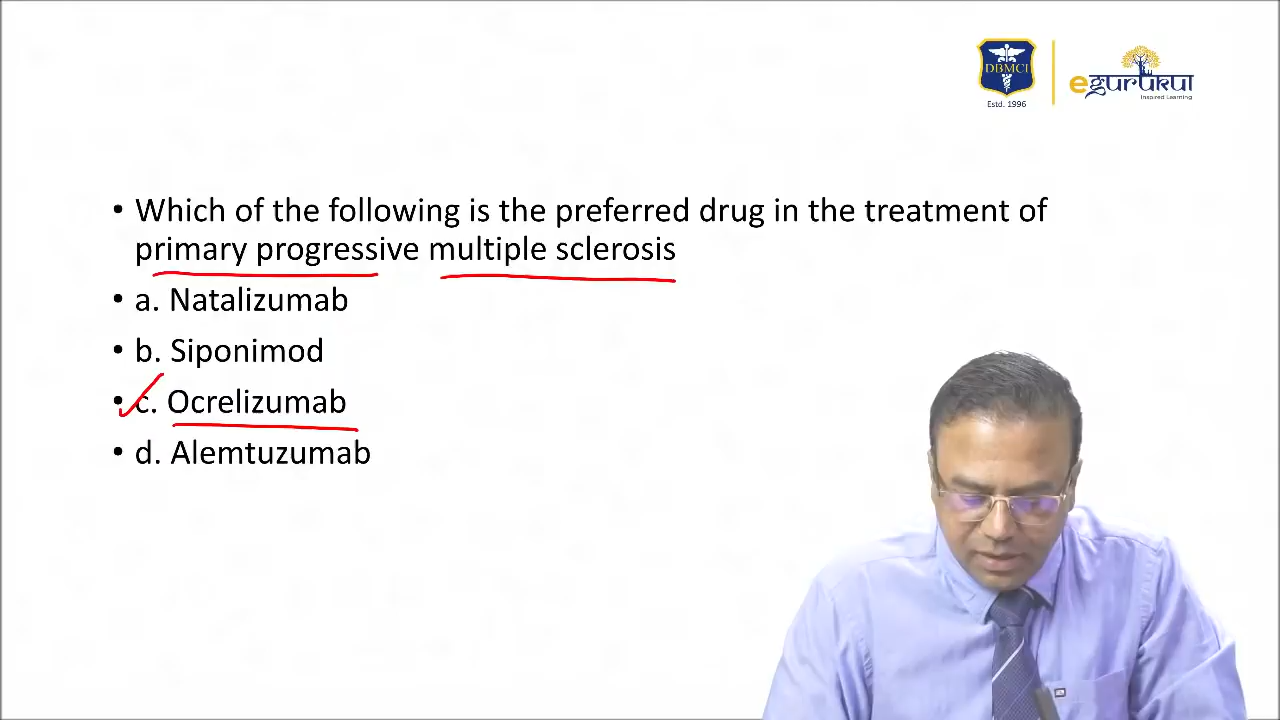 DBMCI
Estd. 1996
egurukul
Inspired Learning
• Which of the following is the preferred drug in the treatment of
primary progressive multiple sclerosis
• a. Natalizumab
• b. Siponimod
• c. Ocrelizumab
• d. Alemtuzumab